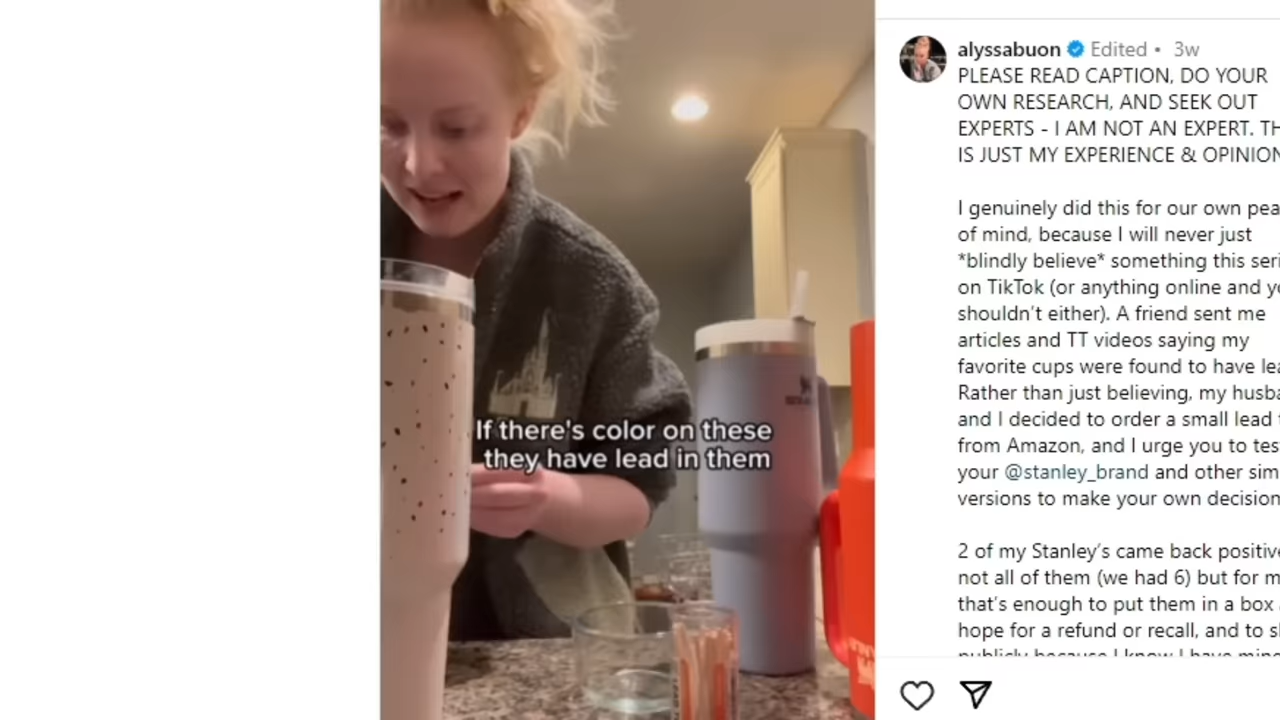 alyssabuon Edited • 3w
PLEASE READ CAPTION, DO YOUR
OWN RESEARCH, AND SEEK OUT
EXPERTS - I AM NOT AN EXPERT.
IS JUST MY EXPERIENCE & OPINION
I genuinely did this for our own
of mind, because I will never just
*blindly believe* something this
on TikTok (or anything online and
shouldn't either). A friend sent me
articles and TT videos saying my
favorite cups were found to have
Rather than just believing, my
and I decided to order a small lead
from Amazon, and I urge you to
your @stanley_brand and other
versions to make your own decision
2 of my Stanley's came back
not all of them (we had 6) but for
that's enough to put them in a box
hope for a refund or recall, and to
publicly because I know I have
If there's color on these
they have lead in them